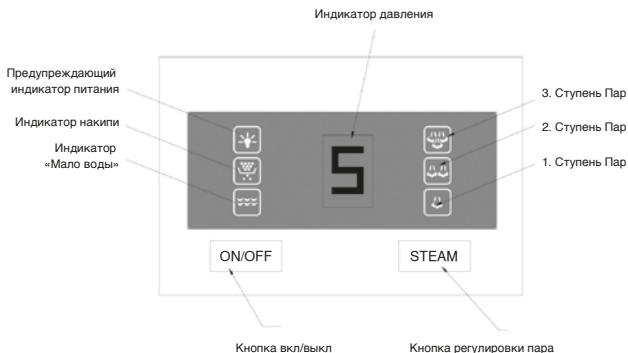 Индикатор давления
Предупреждающий
индикатор питания
Индикатор накипи
Индикатор
«Мало воды»
3. Ступень Пар
2. Ступень Пар
1. Ступень Пар
5
ON/OFF
STEAM
Кнопка вкл/выкл
Кнопка регулировки пара